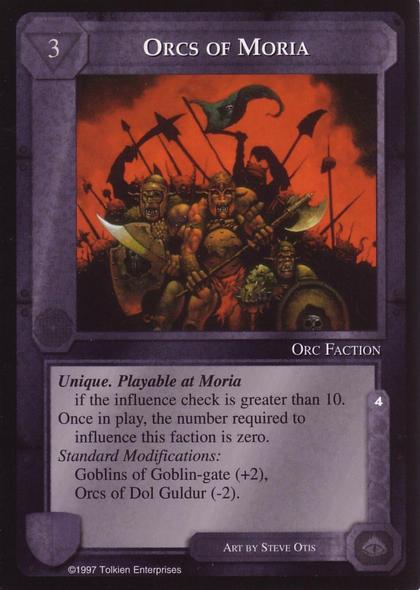 3
ORCS OF MORIA
ORC FACTION
Unique. Playable at Moria
if the influence check is greater than 10.
Once in play, the number required to
influence this faction is zero.
Standard Modifications:
Goblins of Goblin-gate (+2),
Orcs of Dol Guldur (-2).
4
ART BY STEVE OTIS
©1997 Tolkien Enterprises